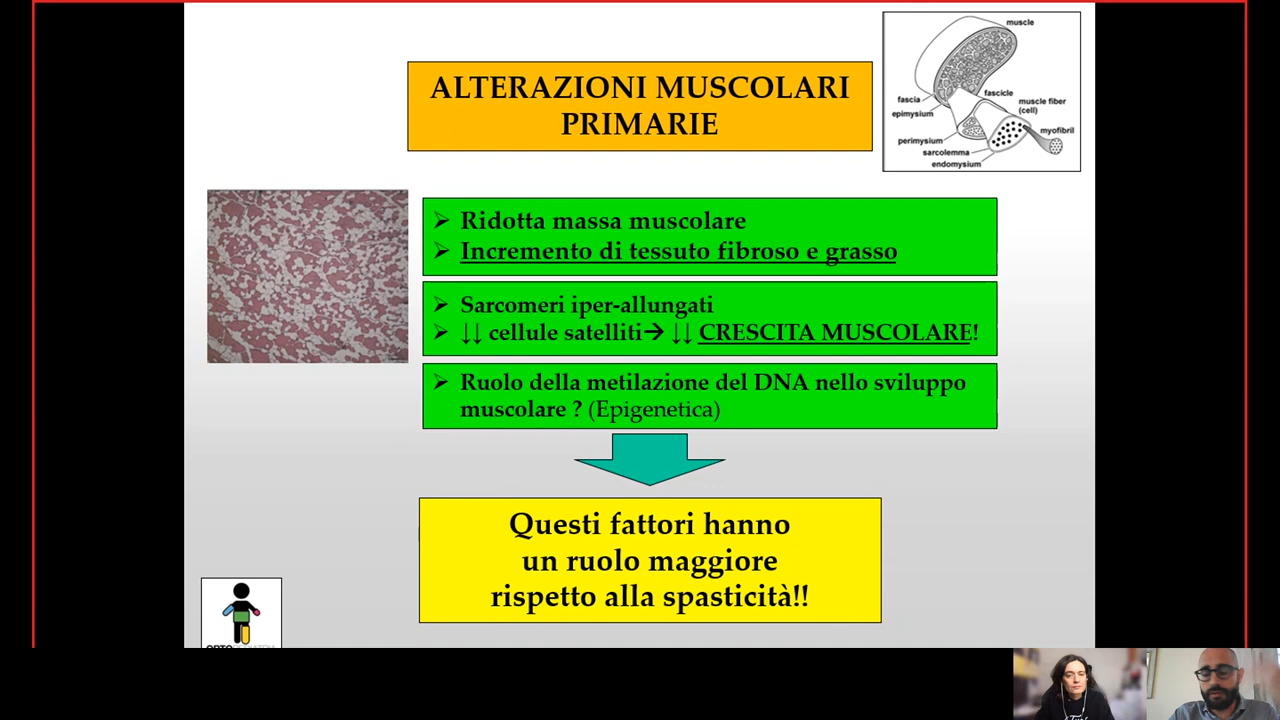 ALTERAZIONI MUSCOLARI
PRIMARIE
muscle
fascia
fascicle
epimysium
muscle fiber
(cell)
myofibril
perimysium
sarcolemma
endomysium
➢ Ridotta massa muscolare
➢ Incremento di tessuto fibroso e grasso
➢ Sarcomeri iper-allungati
➢ ↓↓ cellule satelliti→ ↓↓ CRESCITA MUSCOLARE!
➢ Ruolo della metilazione del DNA nello sviluppo
muscolare ? (Epigenetica)
Questi fattori hanno
un ruolo maggiore
rispetto alla spasticità!!
ORTOPEDIATRIA